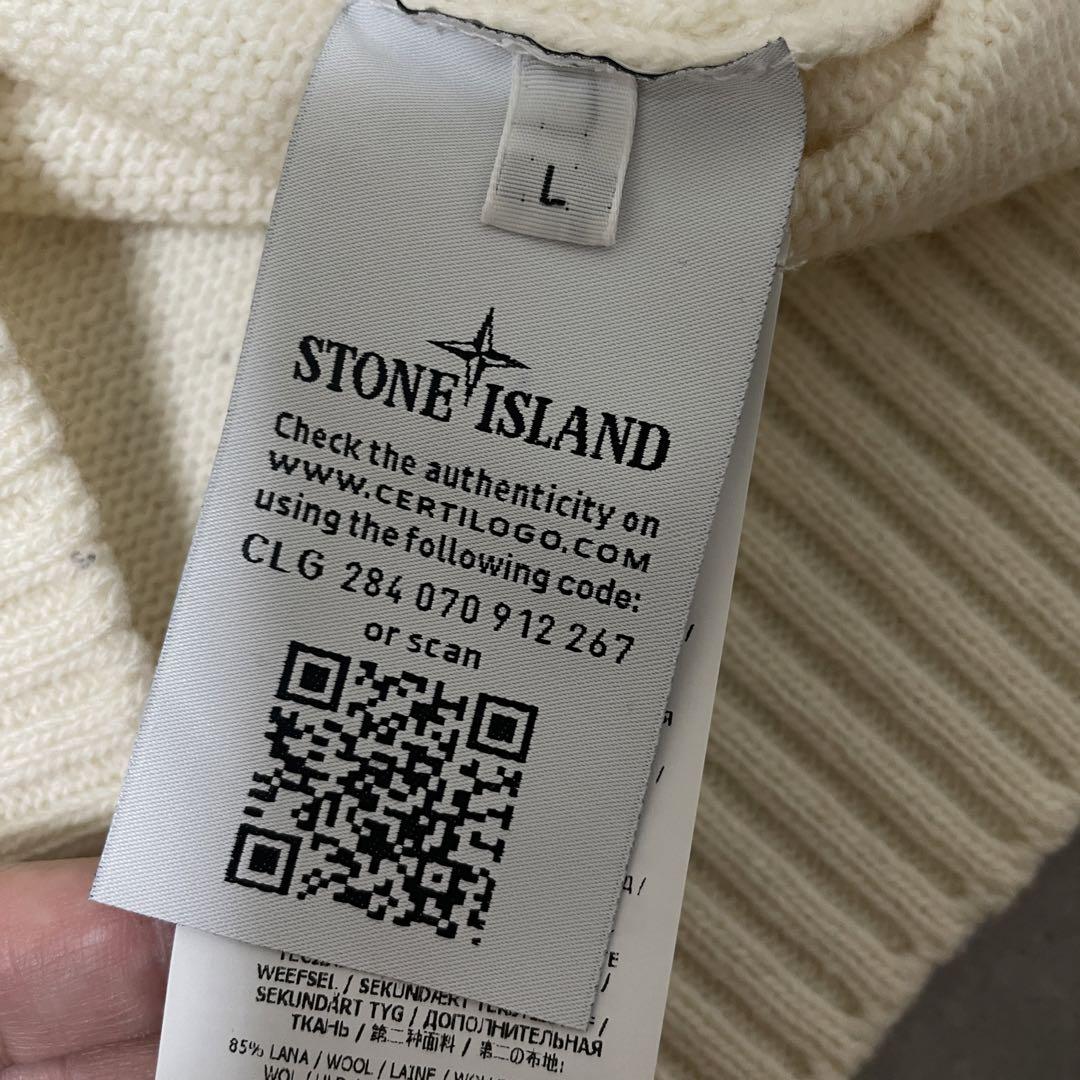 L
STONE ISLAND
Check the authenticity on
WWW.CERTILOGO.COM
using the following code:
CLG 284 070 912 267
or scan
WEEFSEL / SEKUNDÆRT
SEKUNDÄRT TYG / ДОПОЛНИТЕЛЬНАЯ
ТКАНЬ / 第二种面料 / 第二の布地:
85% LANA / WOOL / LAINE /